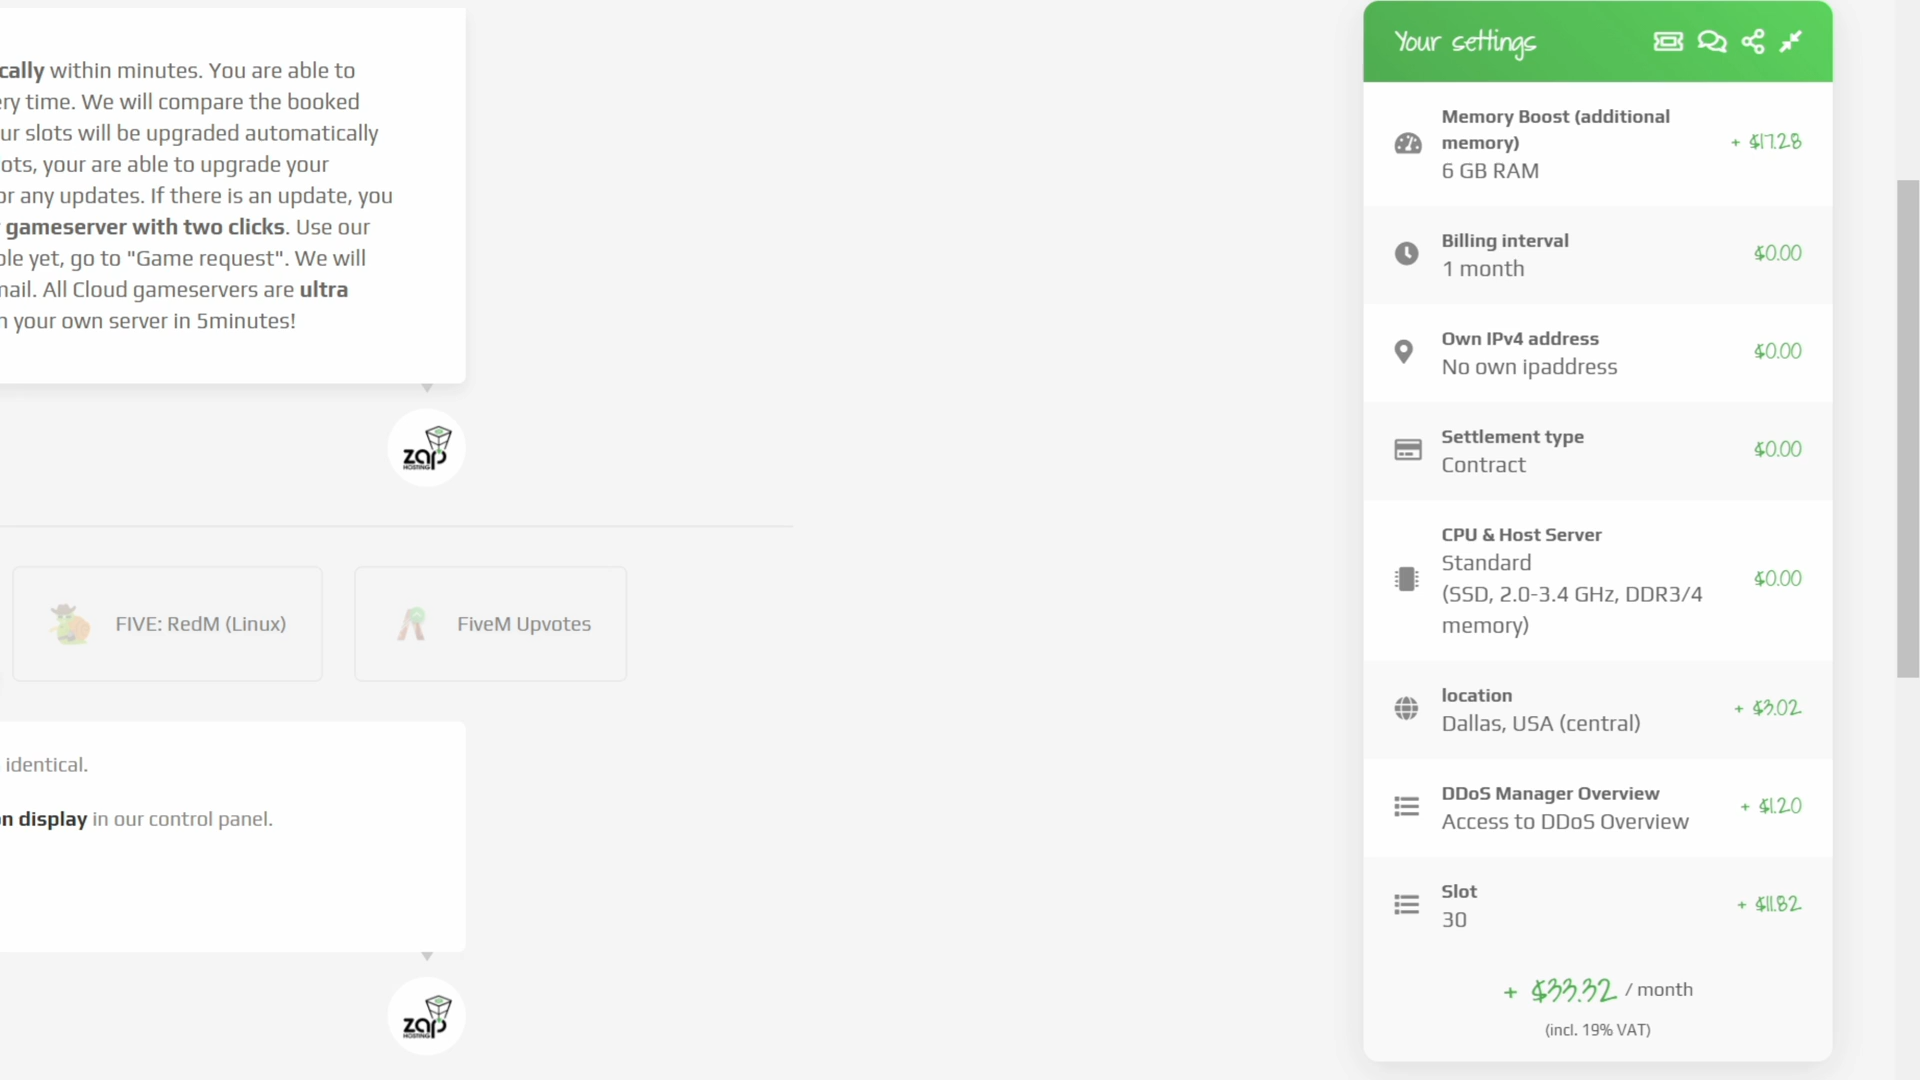 cally within minutes. You are able to
ery time. We will compare the booked
ur slots will be upgraded automatically
ots, your are able to upgrade your
or any updates. If there is an update, you
gameserver with two clicks. Use our
ble yet, go to "Game request". We will
mail. All Cloud gameservers are ultra
n your own server in 5minutes!
zap
HOSTING
FIVE: RedM (Linux)
FiveM Upvotes
identical.
on display in our control panel.
zap
HOSTING
Your settings
Memory Boost (additional
memory)
6 GB RAM
+ $17.28
Billing interval
1 month
$0.00
Own IPv4 address
No own ipaddress
$0.00
Settlement type
Contract
$0.00
CPU & Host Server
Standard
(SSD, 2.0-3.4 GHz, DDR3/4
memory)
$0.00
location
Dallas, USA (central)
+ $3.02
DDoS Manager Overview
Access to DDoS Overview
+ $1.20
Slot
30
+ $11.82
+ $33.32 / month
(incl. 19% VAT)